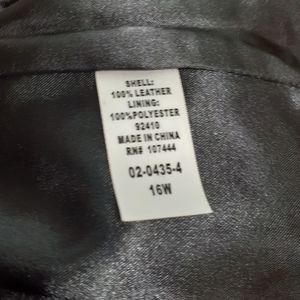 SHELL:
100% LEATHER
LINING:
100%POLYESTER
92410
MADE IN CHINA
RN# 107444
02-0435-4
16W